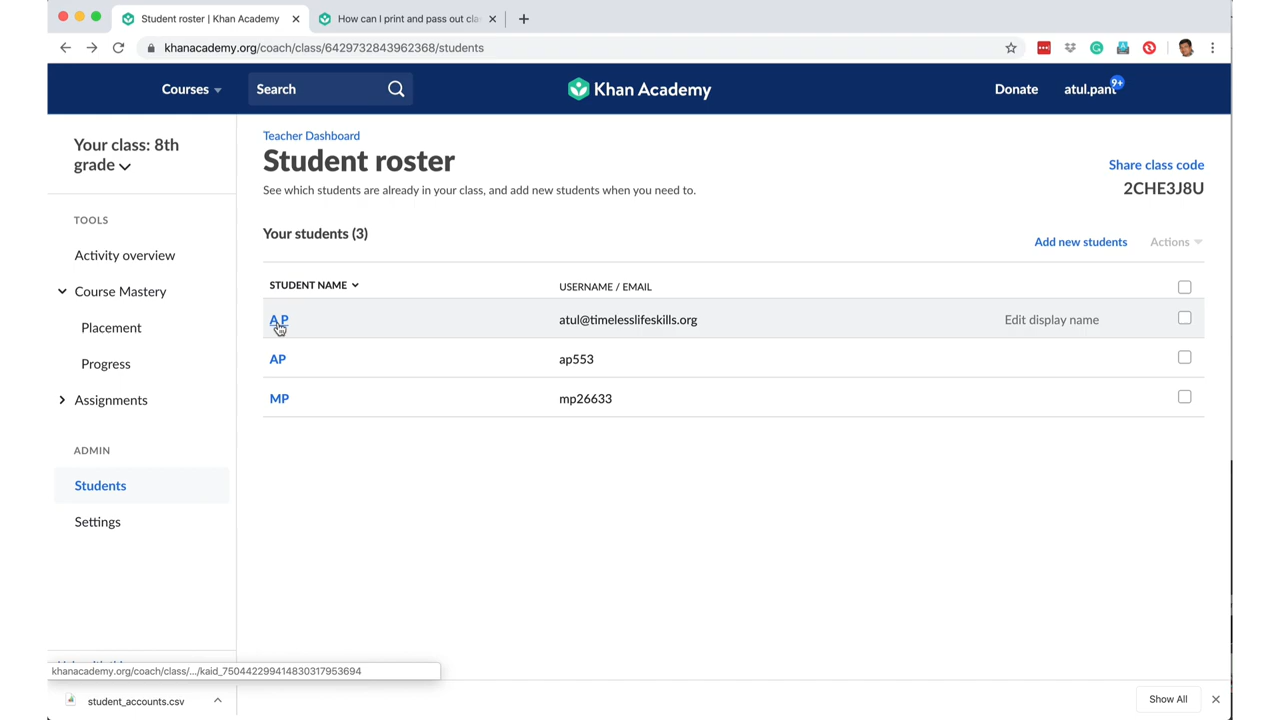 Student roster | Khan Academy
How can I print and pass out cla
khanacademy.org/coach/class/6429732843962368/students
Courses
Search
Khan Academy
Donate
atul.pant
9+
Your class: 8th
grade
TOOLS
Activity overview
Course Mastery
Placement
Progress
Assignments
ADMIN
Students
Settings
Teacher Dashboard
Student roster
See which students are already in your class, and add new students when you need to.
Share class code
2CHE3J8U
Your students (3)
Add new students
Actions
STUDENT NAME
USERNAME / EMAIL
A P
atul@timelesslifeskills.org
Edit display name
AP
ap553
MP
mp26633
khanacademy.org/coach/class/.../kaid_750442299414830317953694
student_accounts.csv
Show All